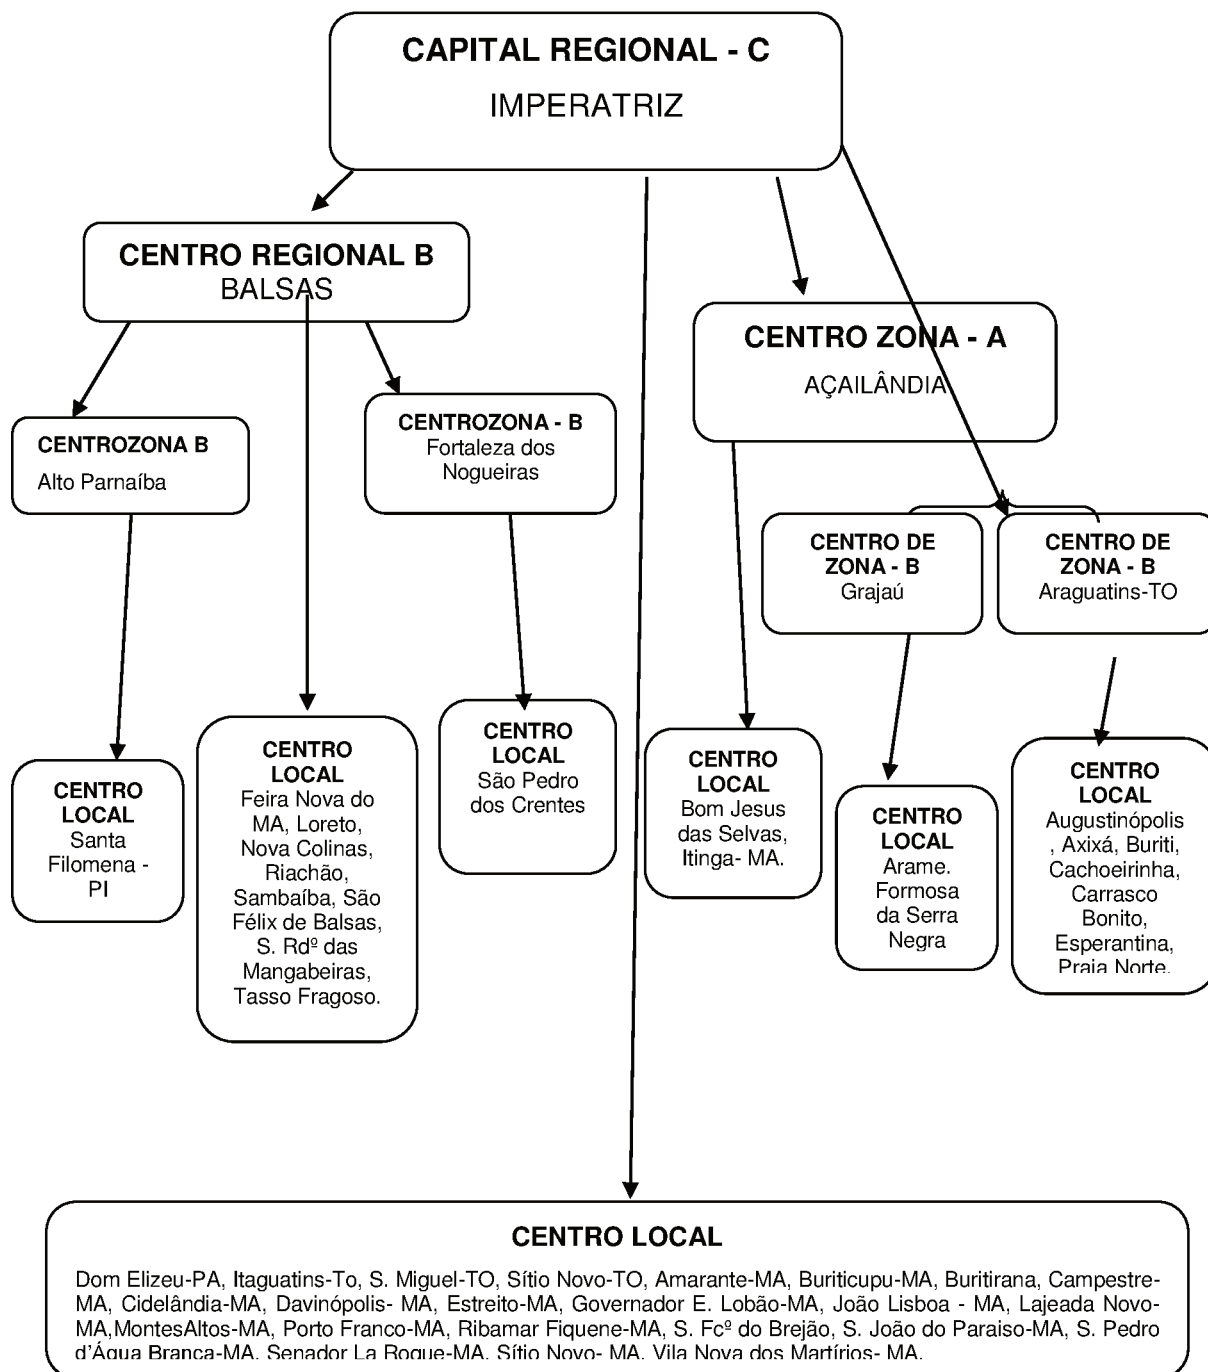 CAPITAL REGIONAL - C
IMPERATRIZ
CENTRO REGIONAL B
BALSAS
CENTRO ZONA - A
AÇAILÂNDIA
CENTROZONA B
Alto Parnaíba
CENTROZONA - B
Fortaleza dos
Nogueiras
CENTRO DE
ZONA - B
Grajaú
CENTRO DE
ZONA - B
Araguatins-TO
CENTRO
LOCAL
Santa
Filomena -
PI
CENTRO
LOCAL
Feira Nova do
MA, Loreto,
Nova Colinas,
Riachão,
Sambaíba, São
Félix de Balsas,
S. Rdº das
Mangabeiras,
Tasso Fragoso.
CENTRO
LOCAL
São Pedro
dos Crentes
CENTRO
LOCAL
Bom Jesus
das Selvas,
Itinga- MA.
CENTRO
LOCAL
Arame.
Formosa
da Serra
Negra
CENTRO
LOCAL
Augustinópolis
, Axixá, Buriti,
Cachoeirinha,
Carrasco
Bonito,
Esperantina,
Praia Norte.
CENTRO LOCAL
Dom Elizeu-PA, Itaguatins-To, S. Miguel-TO, Sítio Novo-TO, Amarante-MA, Buriticupu-MA, Buritirana, Campestre-
MA, Cidelândia-MA, Davinópolis- MA, Estreito-MA, Governador E. Lobão-MA, João Lisboa - MA, Lajeada Novo-
MA,MontesAltos-MA, Porto Franco-MA, Ribamar Fiquene-MA, S. Fcº do Brejão, S. João do Paraiso-MA, S. Pedro
d'Água Branca-MA. Senador La Roque-MA. Sítio Novo- MA. Vila Nova dos Martírios- MA.